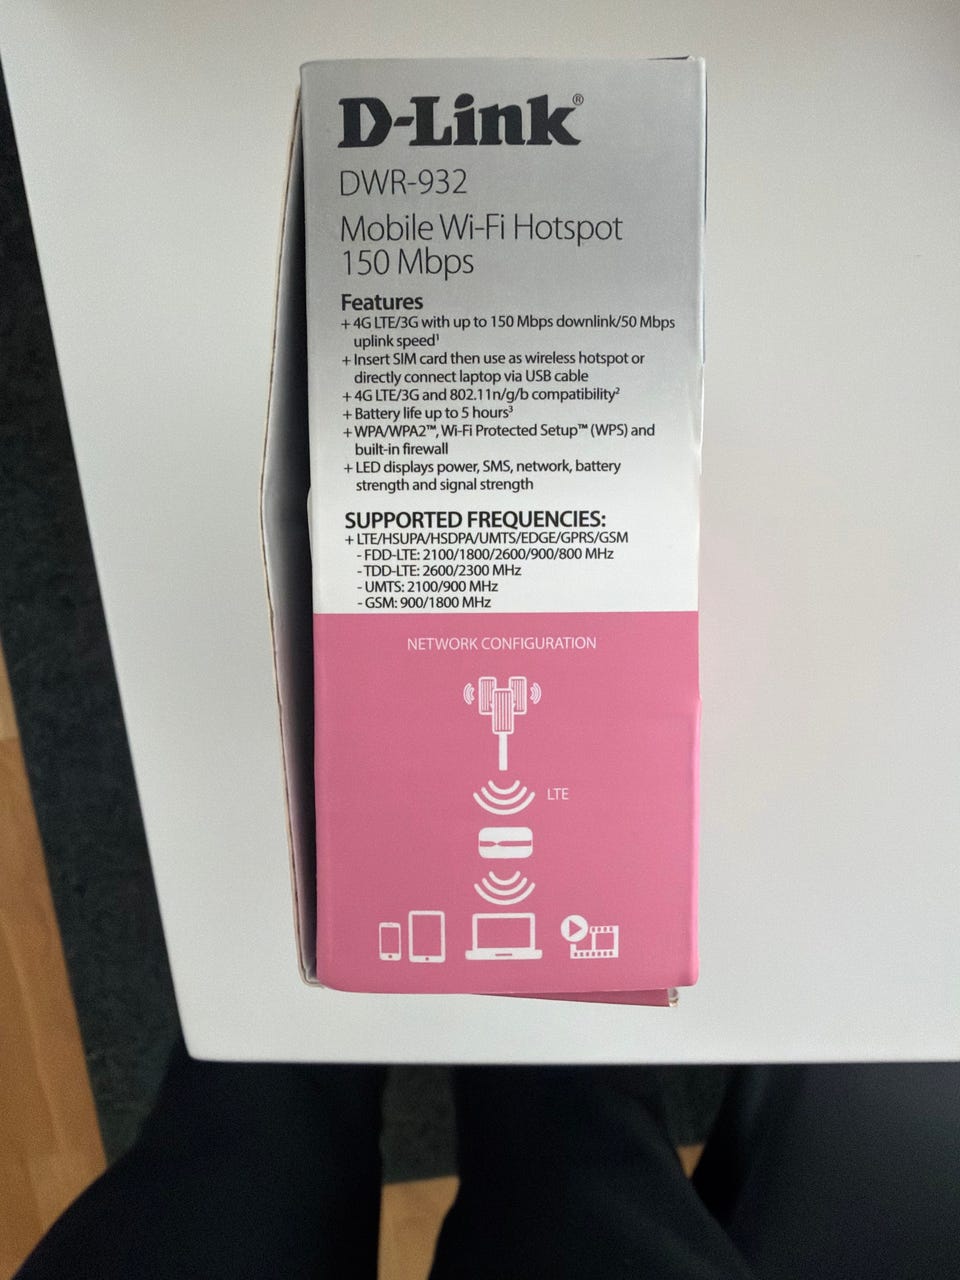 D-Link®
DWR-932
Mobile Wi-Fi Hotspot
150 Mbps
Features
+ 4G LTE/3G with up to 150 Mbps downlink/50 Mbps
uplink speed¹
+ Insert SIM card then use as wireless hotspot or
directly connect laptop via USB cable
+ 4G LTE/3G and 802.11n/g/b compatibility²
+ Battery life up to 5 hours³
+ WPA/WPA2™, Wi-Fi Protected Setup™ (WPS) and
built-in firewall
+ LED displays power, SMS, network, battery
strength and signal strength
SUPPORTED FREQUENCIES:
+ LTE/HSUPA/HSDPA/UMTS/EDGE/GPRS/GSM
- FDD-LTE: 2100/1800/2600/900/800 MHz
- TDD-LTE: 2600/2300 MHz
- UMTS: 2100/900 MHz
- GSM: 900/1800 MHz
NETWORK CONFIGURATION
LTE